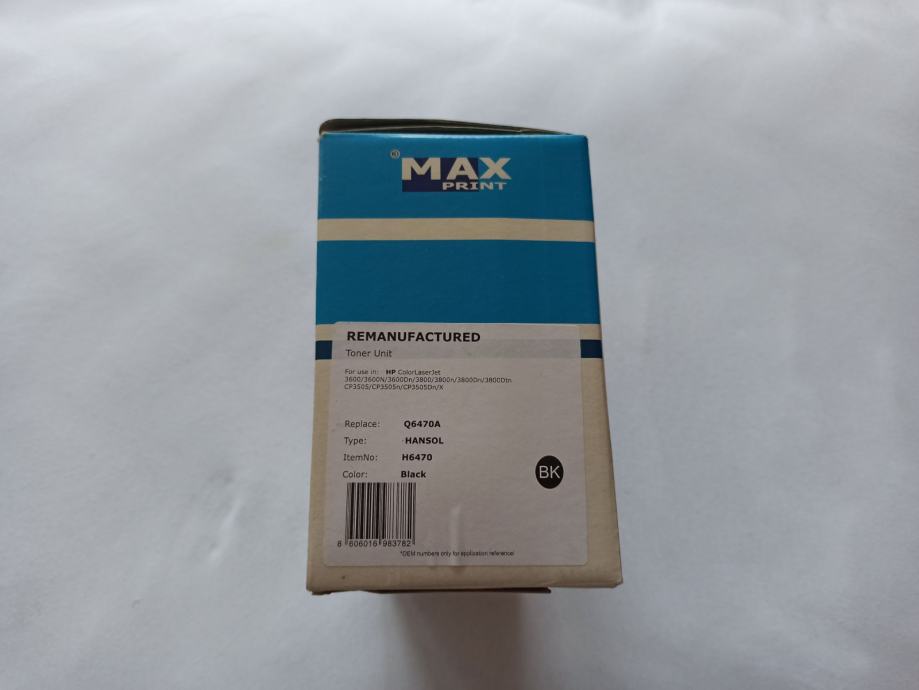 ® MAX
PRINT
REMANUFACTURED
Toner Unit
For use in: HP ColorLaserJet
3600/3600N/3600Dn/3800/3800n/3800Dn/3800Dtn
CP3505/CP3505n/CP3505Dn/X
Replace: Q6470A
Type: HANSOL
ItemNo: H6470
Color: Black
BK
8 606016 983782
*OEM numbers only for application reference!